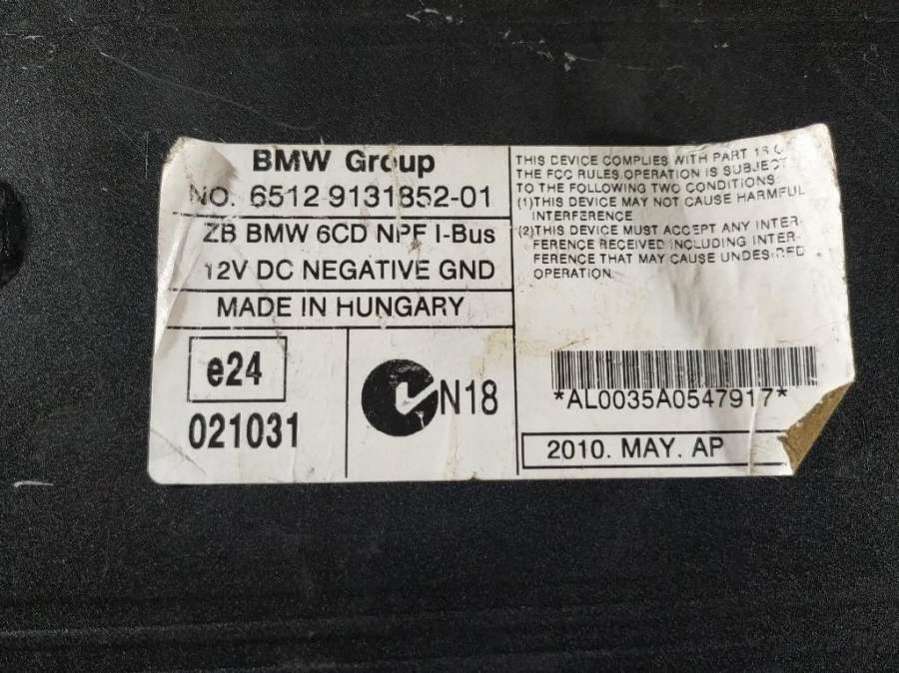 BMW Group
NO. 6512 9131852-01
ZB BMW 6CD NPF I-Bus
12V DC NEGATIVE GND
MADE IN HUNGARY
e24
021031
N18
THIS DEVICE COMPLIES WITH PART
THE FCC RULES.OPERATION IS SUBJECT
TO THE FOLLOWING TWO CONDITIONS
(1)THIS DEVICE MAY NOT CAUSE HARMFUL
INTERFERENCE
(2)THIS DEVICE MUST ACCEPT ANY INTER-
FERENCE RECEIVED INCLUDING INTER-
FERENCE THAT MAY CAUSE UNDESIRED
OPERATION.
*AL0035A0547917*
2010. MAY. AP